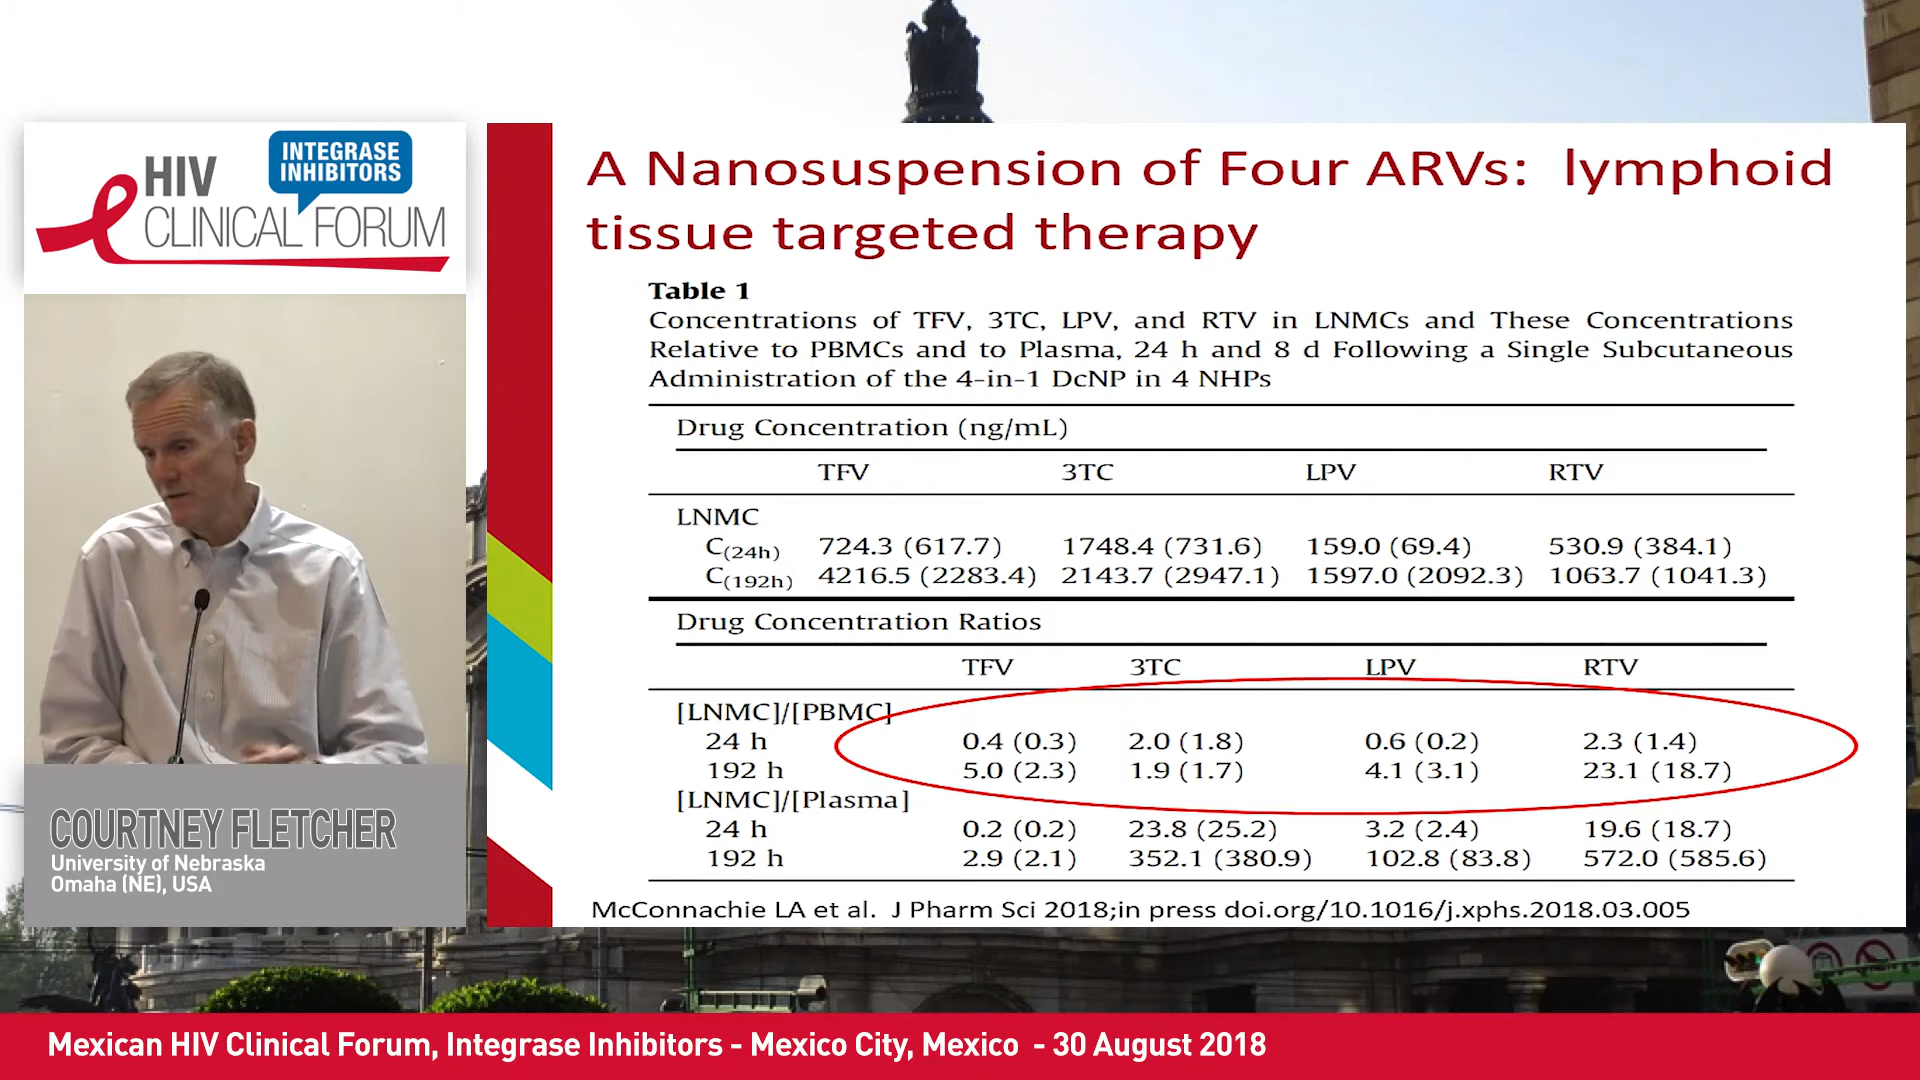 HIV
INTEGRASE
INHIBITORS
CLINICAL FORUM
A Nanosuspension of Four ARVs: lymphoid
tissue targeted therapy
Table 1
Concentrations of TFV, 3TC, LPV, and RTV in LNMCs and These Concentrations
Relative to PBMCs and to Plasma, 24 h and 8 d Following a Single Subcutaneous
Administration of the 4-in-1 DcNP in 4 NHPs
Drug Concentration (ng/mL)
TFV 3TC LPV RTV
LNMC
C(24h) 724.3 (617.7) 1748.4 (731.6) 159.0 (69.4) 530.9 (384.1)
C(192h) 4216.5 (2283.4) 2143.7 (2947.1) 1597.0 (2092.3) 1063.7 (1041.3)
Drug Concentration Ratios
TFV 3TC LPV RTV
[LNMC]/[PBMC]
24 h 0.4 (0.3) 2.0 (1.8) 0.6 (0.2) 2.3 (1.4)
192 h 5.0 (2.3) 1.9 (1.7) 4.1 (3.1) 23.1 (18.7)
[LNMC]/[Plasma]
24 h 0.2 (0.2) 23.8 (25.2) 3.2 (2.4) 19.6 (18.7)
192 h 2.9 (2.1) 352.1 (380.9) 102.8 (83.8) 572.0 (585.6)
McConnachie LA et al. J Pharm Sci 2018;in press doi.org/10.1016/j.xphs.2018.03.005
COURTNEY FLETCHER
University of Nebraska
Omaha (NE), USA
Mexican HIV Clinical Forum, Integrase Inhibitors - Mexico City, Mexico - 30 August 2018